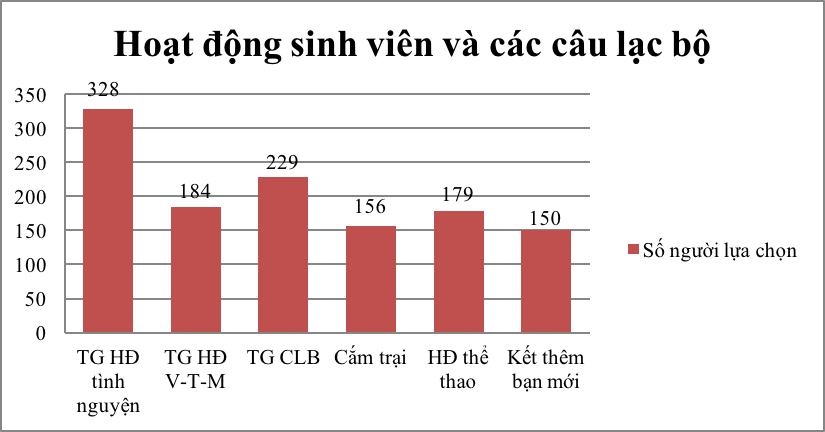 Hoạt động sinh viên và các câu lạc bộ
350
300
250
200
150
100
50
0
328
184
229
156
179
150
TG HĐ
tình
nguyện
TG HĐ
V-T-M
TG CLB
Cắm trại
HĐ thể
thao
Kết thêm
bạn mới
Số người lựa chọn